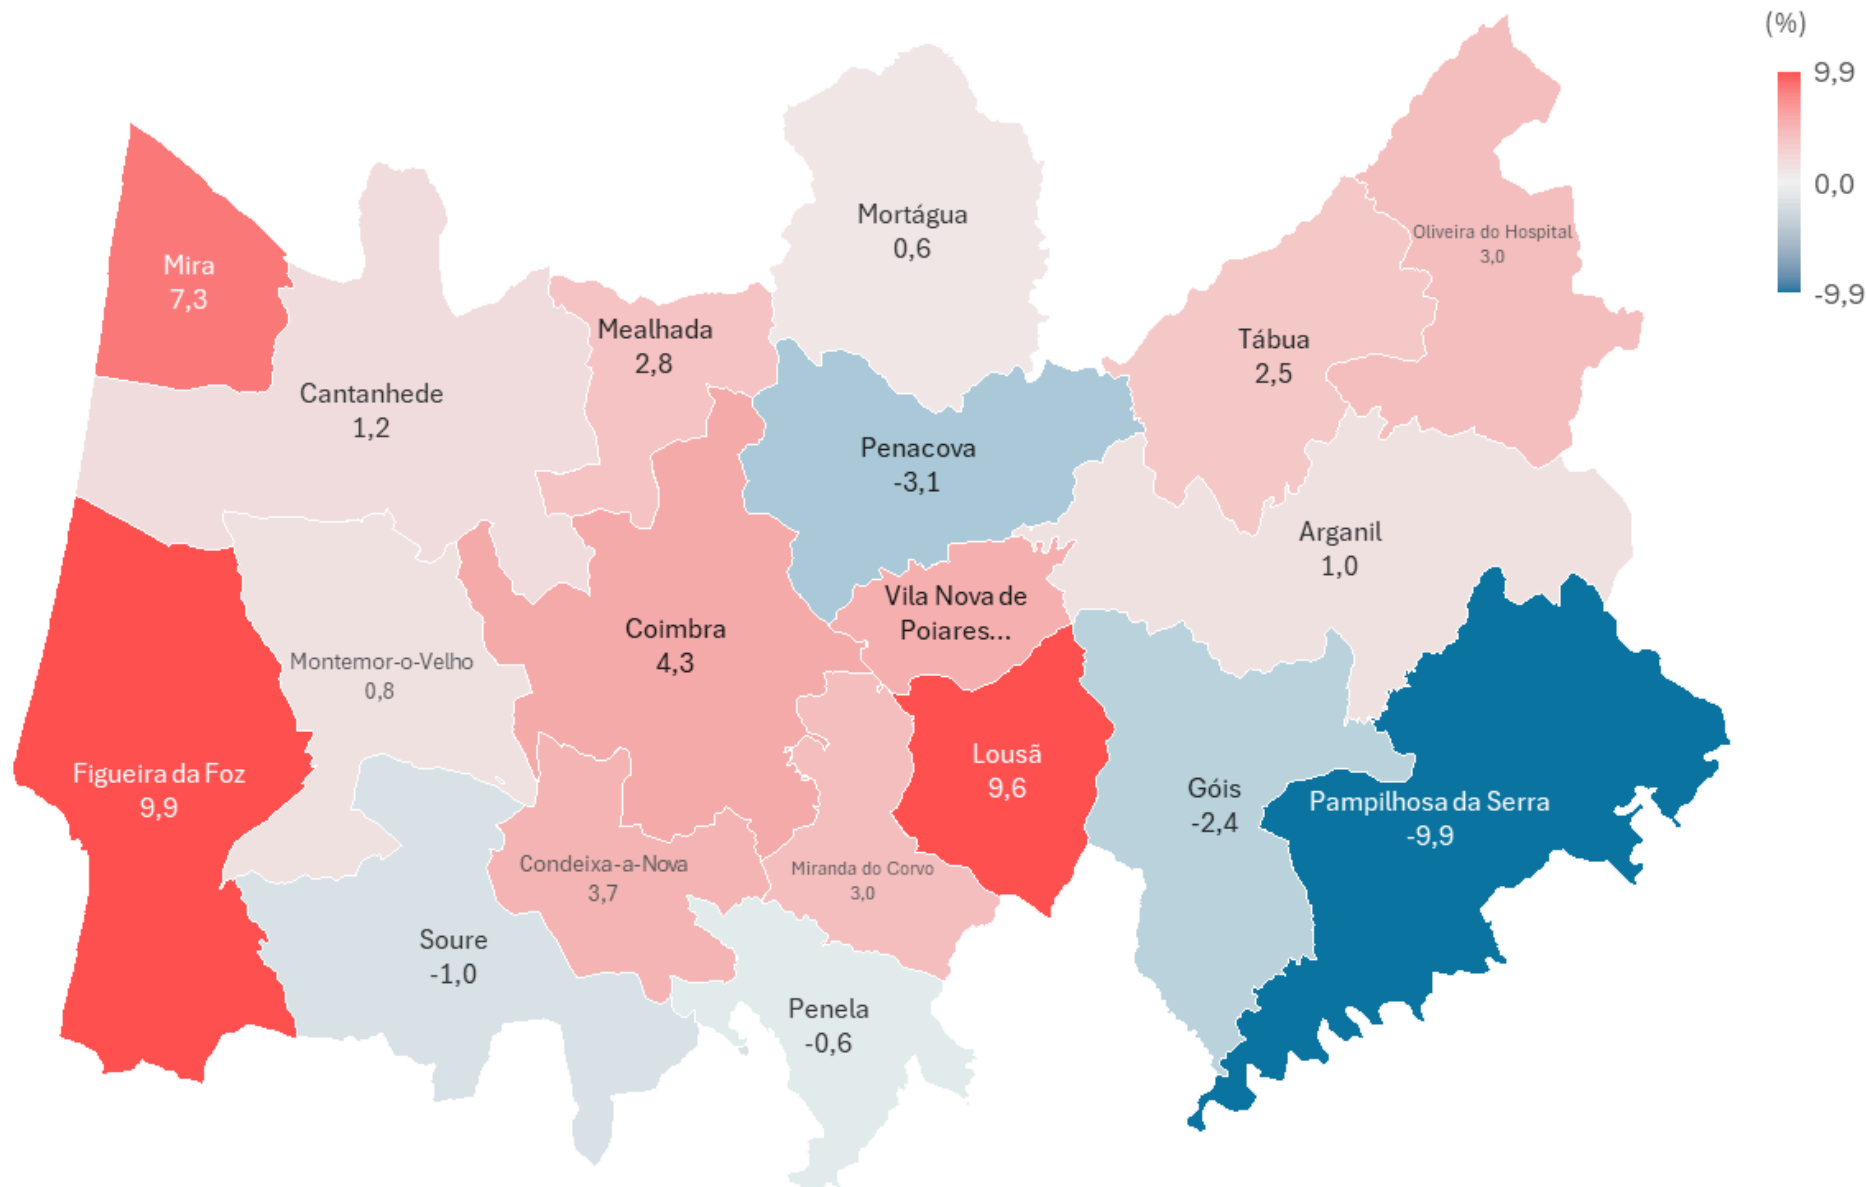 (%)
9,9
0,0
-9,9
Mira
7,3
Cantanhede
1,2
Mealhada
2,8
Mortágua
0,6
Oliveira do Hospital
3,0
Tábua
2,5
Penacova
-3,1
Arganil
1,0
Vila Nova de
Poiares...
Coimbra
4,3
Montemor-o-Velho
0,8
Figueira da Foz
9,9
Lousã
9,6
Góis
-2,4
Pampilhosa da Serra
-9,9
Condeixa-a-Nova
3,7
Miranda do Corvo
3,0
Soure
-1,0
Penela
-0,6